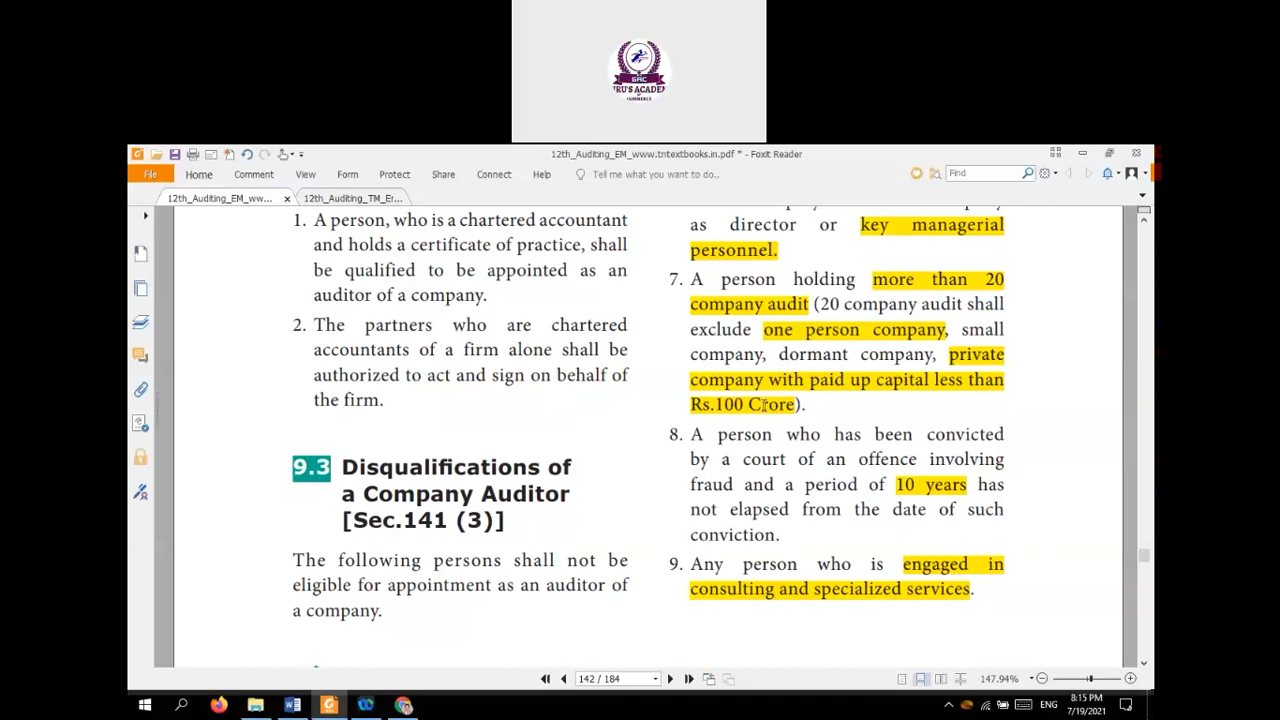 GAC
COMMERCE
12th_Auditing_EM_www.tntextbooks.in.pdf * - Foxit Reader
File Home Comment View Form Protect Share Connect Help Tell me what you want to do.. Find
12th_Auditing_EM_ww... 12th_Auditing_TM_Er...
1. A person, who is a chartered accountant
and holds a certificate of practice, shall
be qualified to be appointed as an
auditor of a company.
2. The partners who are chartered
accountants of a firm alone shall be
authorized to act and sign on behalf of
the firm.
9.3 Disqualifications of
a Company Auditor
[Sec.141 (3)]
The following persons shall not be
eligible for appointment as an auditor of
a company.
as director or key managerial
personnel.
7. A person holding more than 20
company audit (20 company audit shall
exclude one person company, small
company, dormant company, private
company with paid up capital less than
Rs.100 Crore).
8. A person who has been convicted
by a court of an offence involving
fraud and a period of 10 years has
not elapsed from the date of such
conviction.
9. Any person who is engaged in
consulting and specialized services.
142 / 184
147.94%
ENG
8:15 PM
7/19/2021